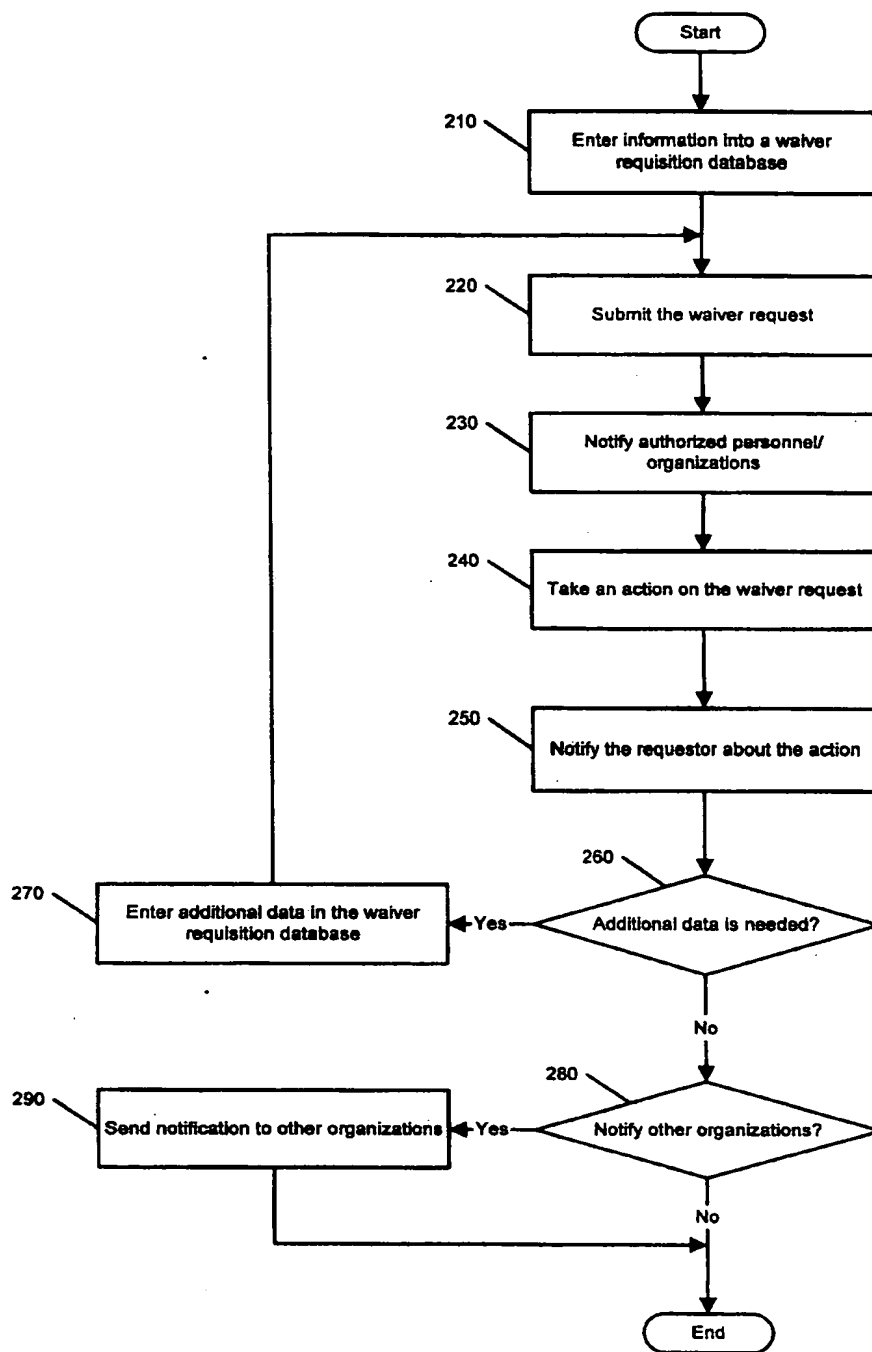 Start
210
Enter information into a waiver
requisition database
220
Submit the waiver request
230
Notify authorized personnel/
organizations
240
Take an action on the waiver request
250
Notify the requestor about the action
260
Additional data is needed?
Yes
270
Enter additional data in the waiver
requisition database
No
280
Notify other organizations?
Yes
290
Send notification to other organizations
No
End